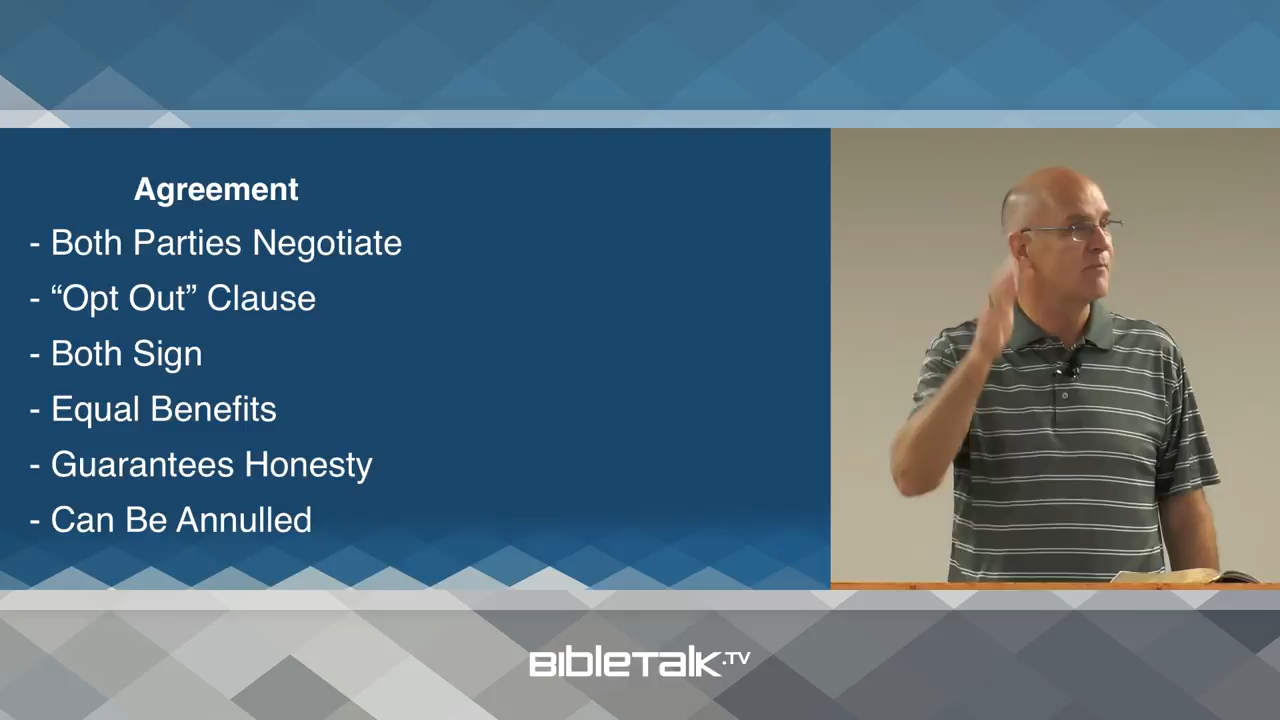 Agreement
- Both Parties Negotiate
- “Opt Out” Clause
- Both Sign
- Equal Benefits
- Guarantees Honesty
- Can Be Annulled
BibleTalk.TV